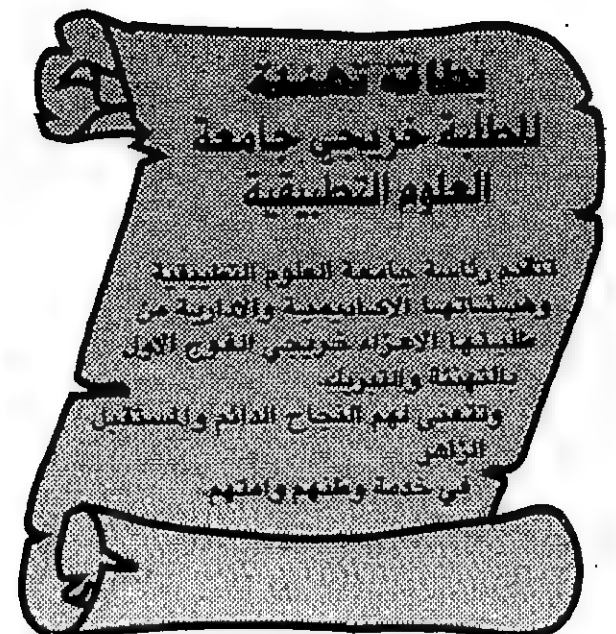 بطاقة تهنئة
للطلبة خريجي جامعة
العلوم التطبيقية
تتقدم رئاسة جامعة العلوم التطبيقية
وهيئتاتها الاكاديمية والادارية من
طلبتها الاعزاء خريجي الفوج الاول
بالتهنئة والتبريك
وتتمنى لهم النجاح الدائم والمستقبل
الزاهر
في خدمة وطنهم وامتهم.